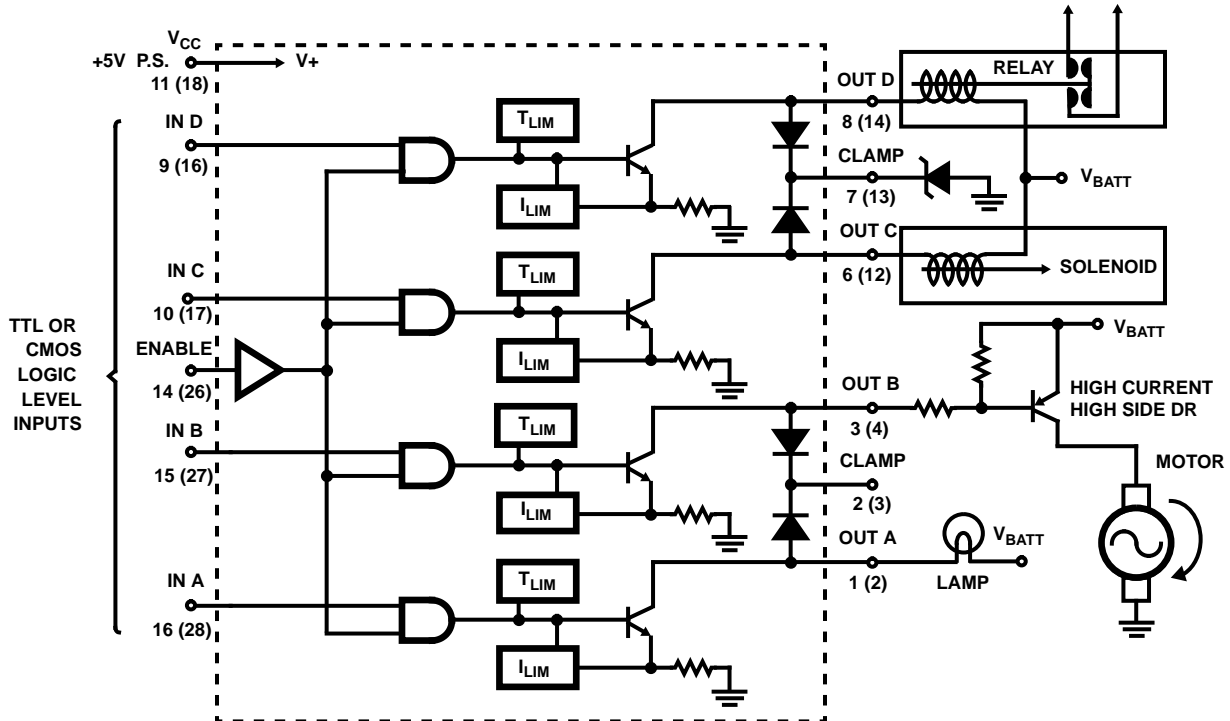 V_CC
+5V P.S.
11 (18)
V+
IN D
9 (16)
IN C
10 (17)
TTL OR
CMOS
LOGIC
LEVEL
INPUTS
ENABLE
14 (26)
IN B
15 (27)
IN A
16 (28)
T_LIM
I_LIM
T_LIM
I_LIM
T_LIM
I_LIM
T_LIM
I_LIM
OUT D
8 (14)
CLAMP
7 (13)
OUT C
6 (12)
OUT B
3 (4)
CLAMP
2 (3)
OUT A
1 (2)
RELAY
V_BATT
SOLENOID
V_BATT
HIGH CURRENT
HIGH SIDE DR
MOTOR
V_BATT
LAMP